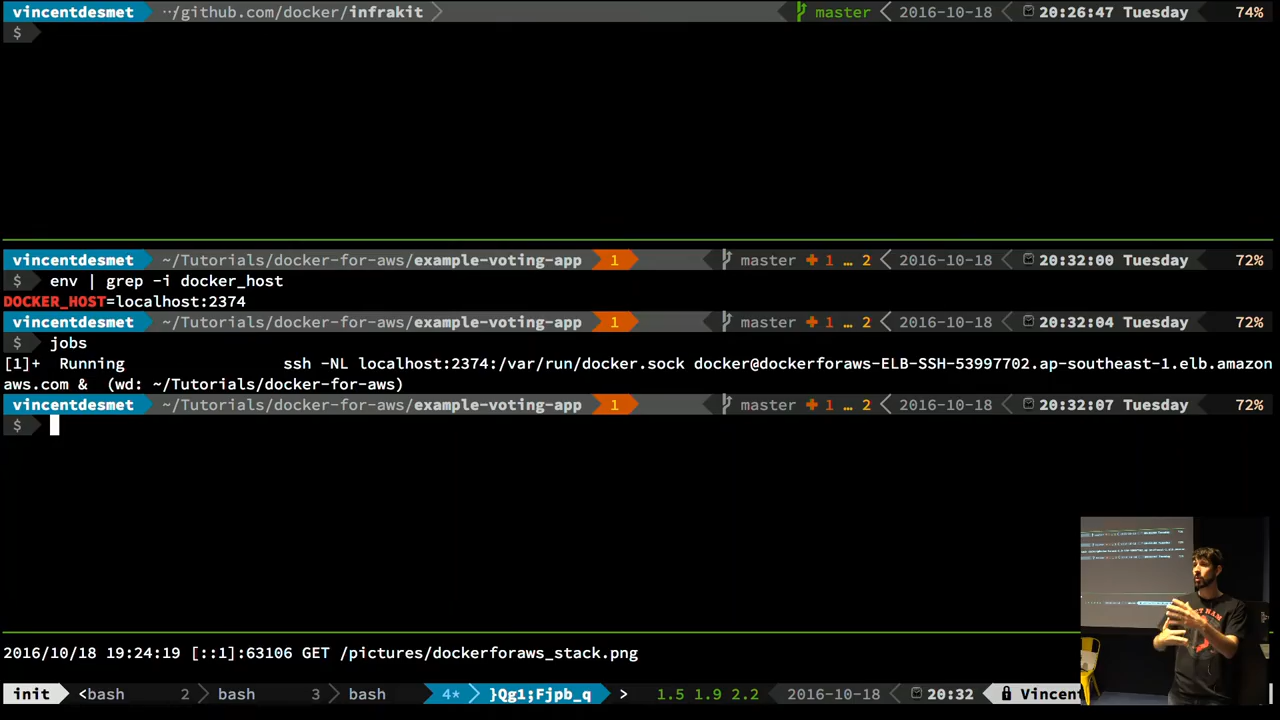 vincentdesmet ··/github.com/docker/infrakit master 2016-10-18 20:26:47 Tuesday 74%
$
vincentdesmet ~/Tutorials/docker-for-aws/example-voting-app 1 master ✚ 1 … 2 2016-10-18 20:32:00 Tuesday 72%
$ env | grep -i docker_host
DOCKER_HOST=localhost:2374
vincentdesmet ~/Tutorials/docker-for-aws/example-voting-app 1 master ✚ 1 … 2 2016-10-18 20:32:04 Tuesday 72%
$ jobs
[1]+ Running ssh -NL localhost:2374:/var/run/docker.sock docker@dockerforaws-ELB-SSH-53997702.ap-southeast-1.elb.amazon
aws.com & (wd: ~/Tutorials/docker-for-aws)
vincentdesmet ~/Tutorials/docker-for-aws/example-voting-app 1 master ✚ 1 … 2 2016-10-18 20:32:07 Tuesday 72%
$
2016/10/18 19:24:19 [::1]:63106 GET /pictures/dockerforaws_stack.png
init <bash 2 bash 3 bash 4* }Qg1;Fjpb_q > 1.5 1.9 2.2 2016-10-18 20:32 Vincent